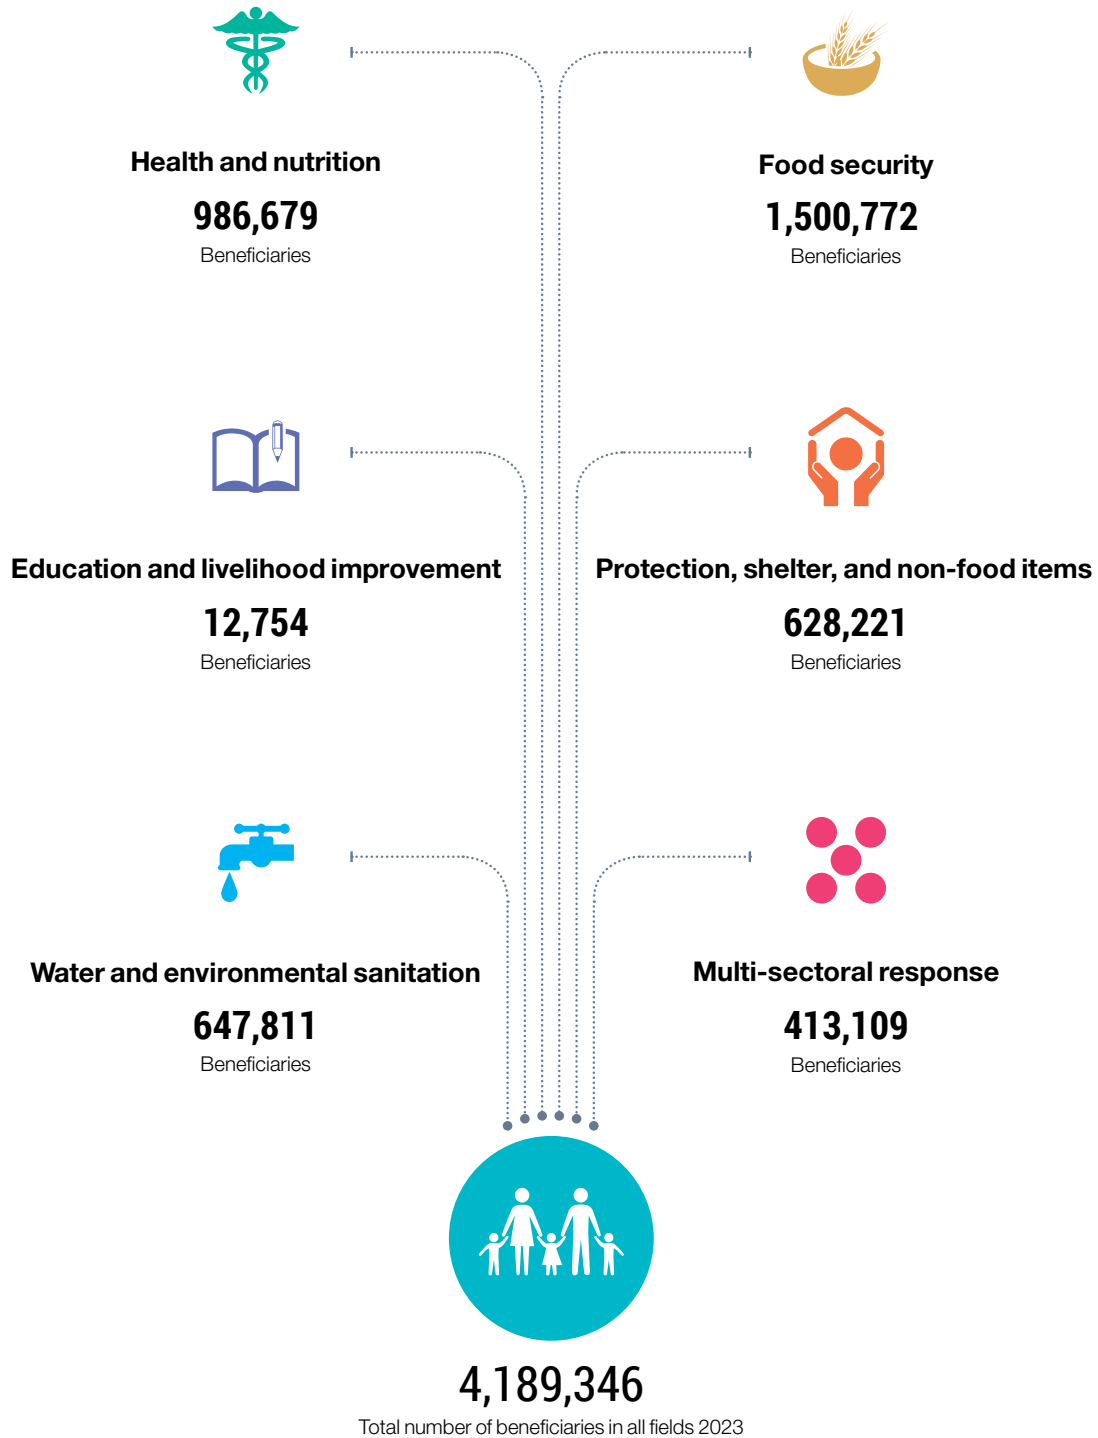 Health and nutrition
986,679
Beneficiaries
Food security
1,500,772
Beneficiaries
Education and livelihood improvement
12,754
Beneficiaries
Protection, shelter, and non-food items
628,221
Beneficiaries
Water and environmental sanitation
647,811
Beneficiaries
Multi-sectoral response
413,109
Beneficiaries
4,189,346
Total number of beneficiaries in all fields 2023